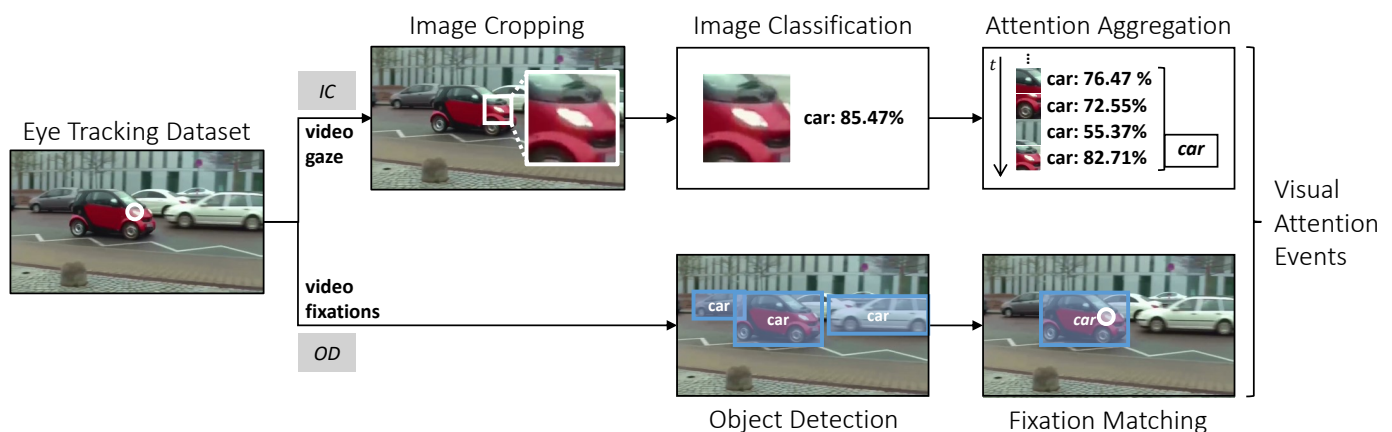 Eye Tracking Dataset
IC
video
gaze
Image Cropping
Image Classification
car: 85.47%
Attention Aggregation
⋮
t
car: 76.47 %
car: 72.55%
car: 55.37%
car: 82.71%
car
video
fixations
OD
car
car
car
Object Detection
car
Fixation Matching
Visual
Attention
Events